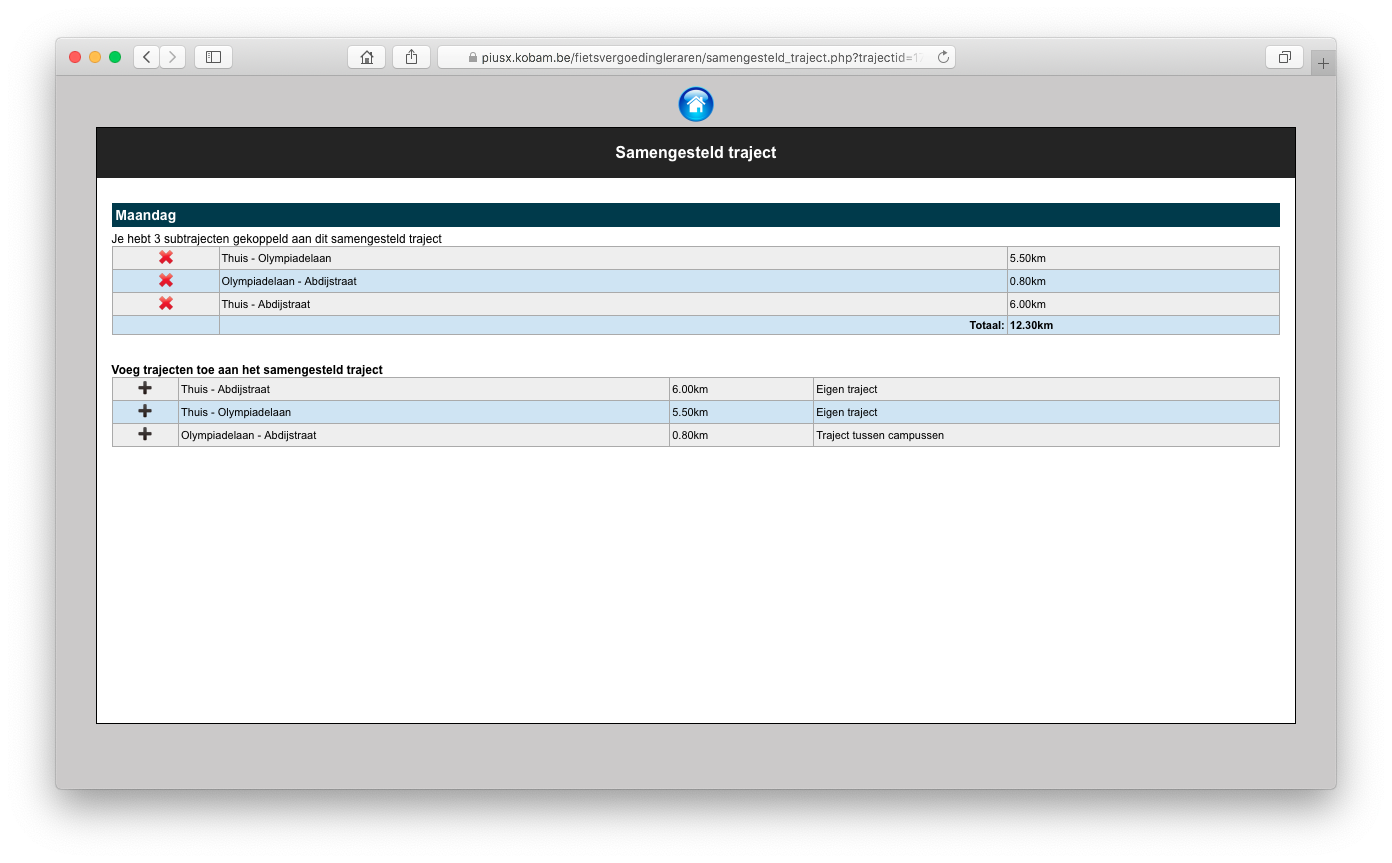 piusx.kobam.be/fietsvergoedingleraren/samengesteld_traject.php?trajectid=1
Samengesteld traject
Maandag
Je hebt 3 subtrajecten gekoppeld aan dit samengesteld traject
Thuis - Olympiadelaan 5.50km
Olympiadelaan - Abdijstraat 0.80km
Thuis - Abdijstraat 6.00km
Totaal: 12.30km
Voeg trajecten toe aan het samengesteld traject
Thuis - Abdijstraat 6.00km Eigen traject
Thuis - Olympiadelaan 5.50km Eigen traject
Olympiadelaan - Abdijstraat 0.80km Traject tussen campussen